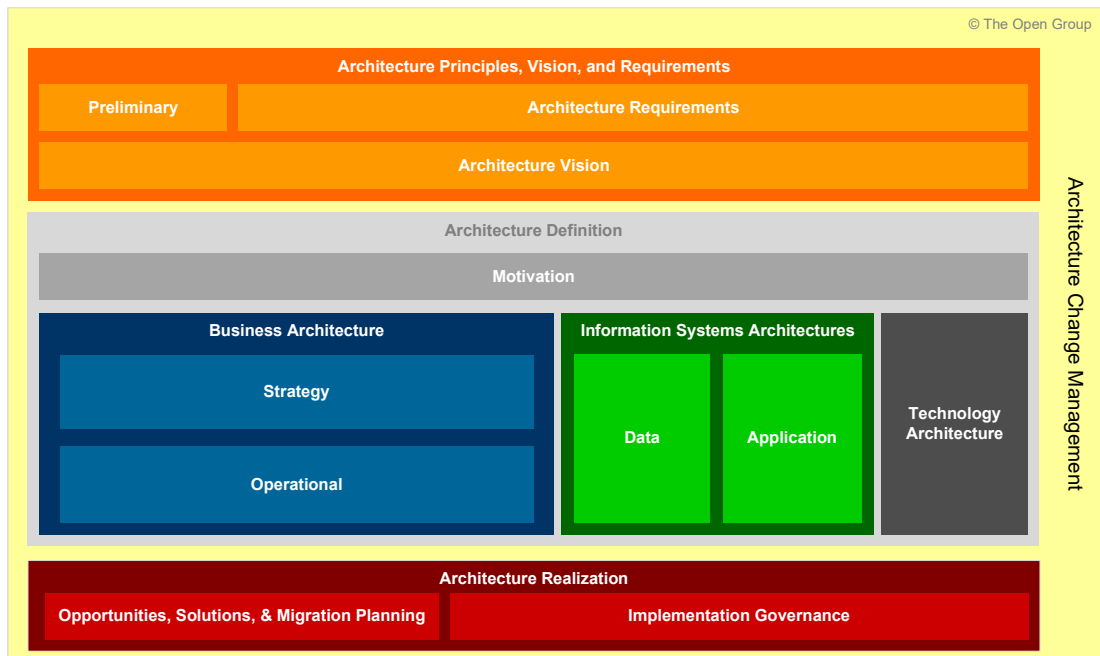 © The Open Group
Architecture Principles, Vision, and Requirements
Preliminary
Architecture Requirements
Architecture Vision
Architecture Definition
Motivation
Business Architecture
Strategy
Operational
Information Systems Architectures
Data
Application
Technology
Architecture
Architecture Change Management
Architecture Realization
Opportunities, Solutions, & Migration Planning
Implementation Governance